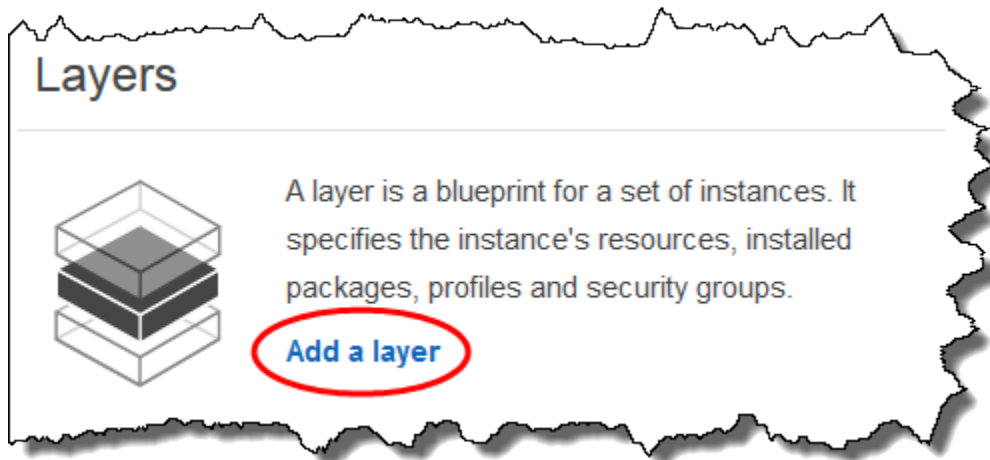 Layers
A layer is a blueprint for a set of instances. It
specifies the instance's resources, installed
packages, profiles and security groups.
Add a layer